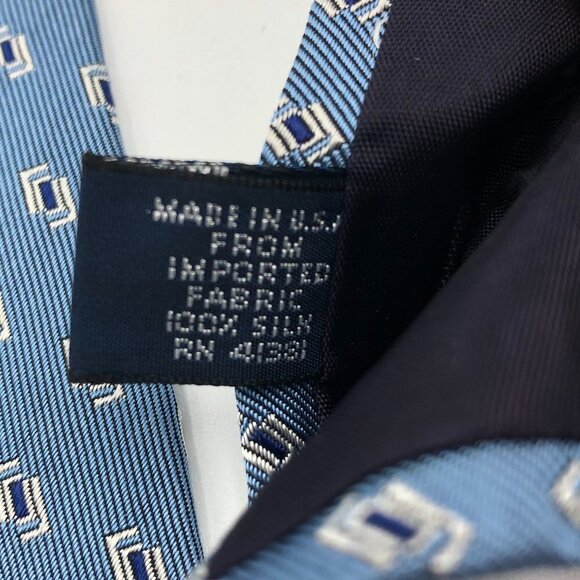 MADE IN U.S.A
FROM
IMPORTED
FABRIC
100% SILK
RN 41381